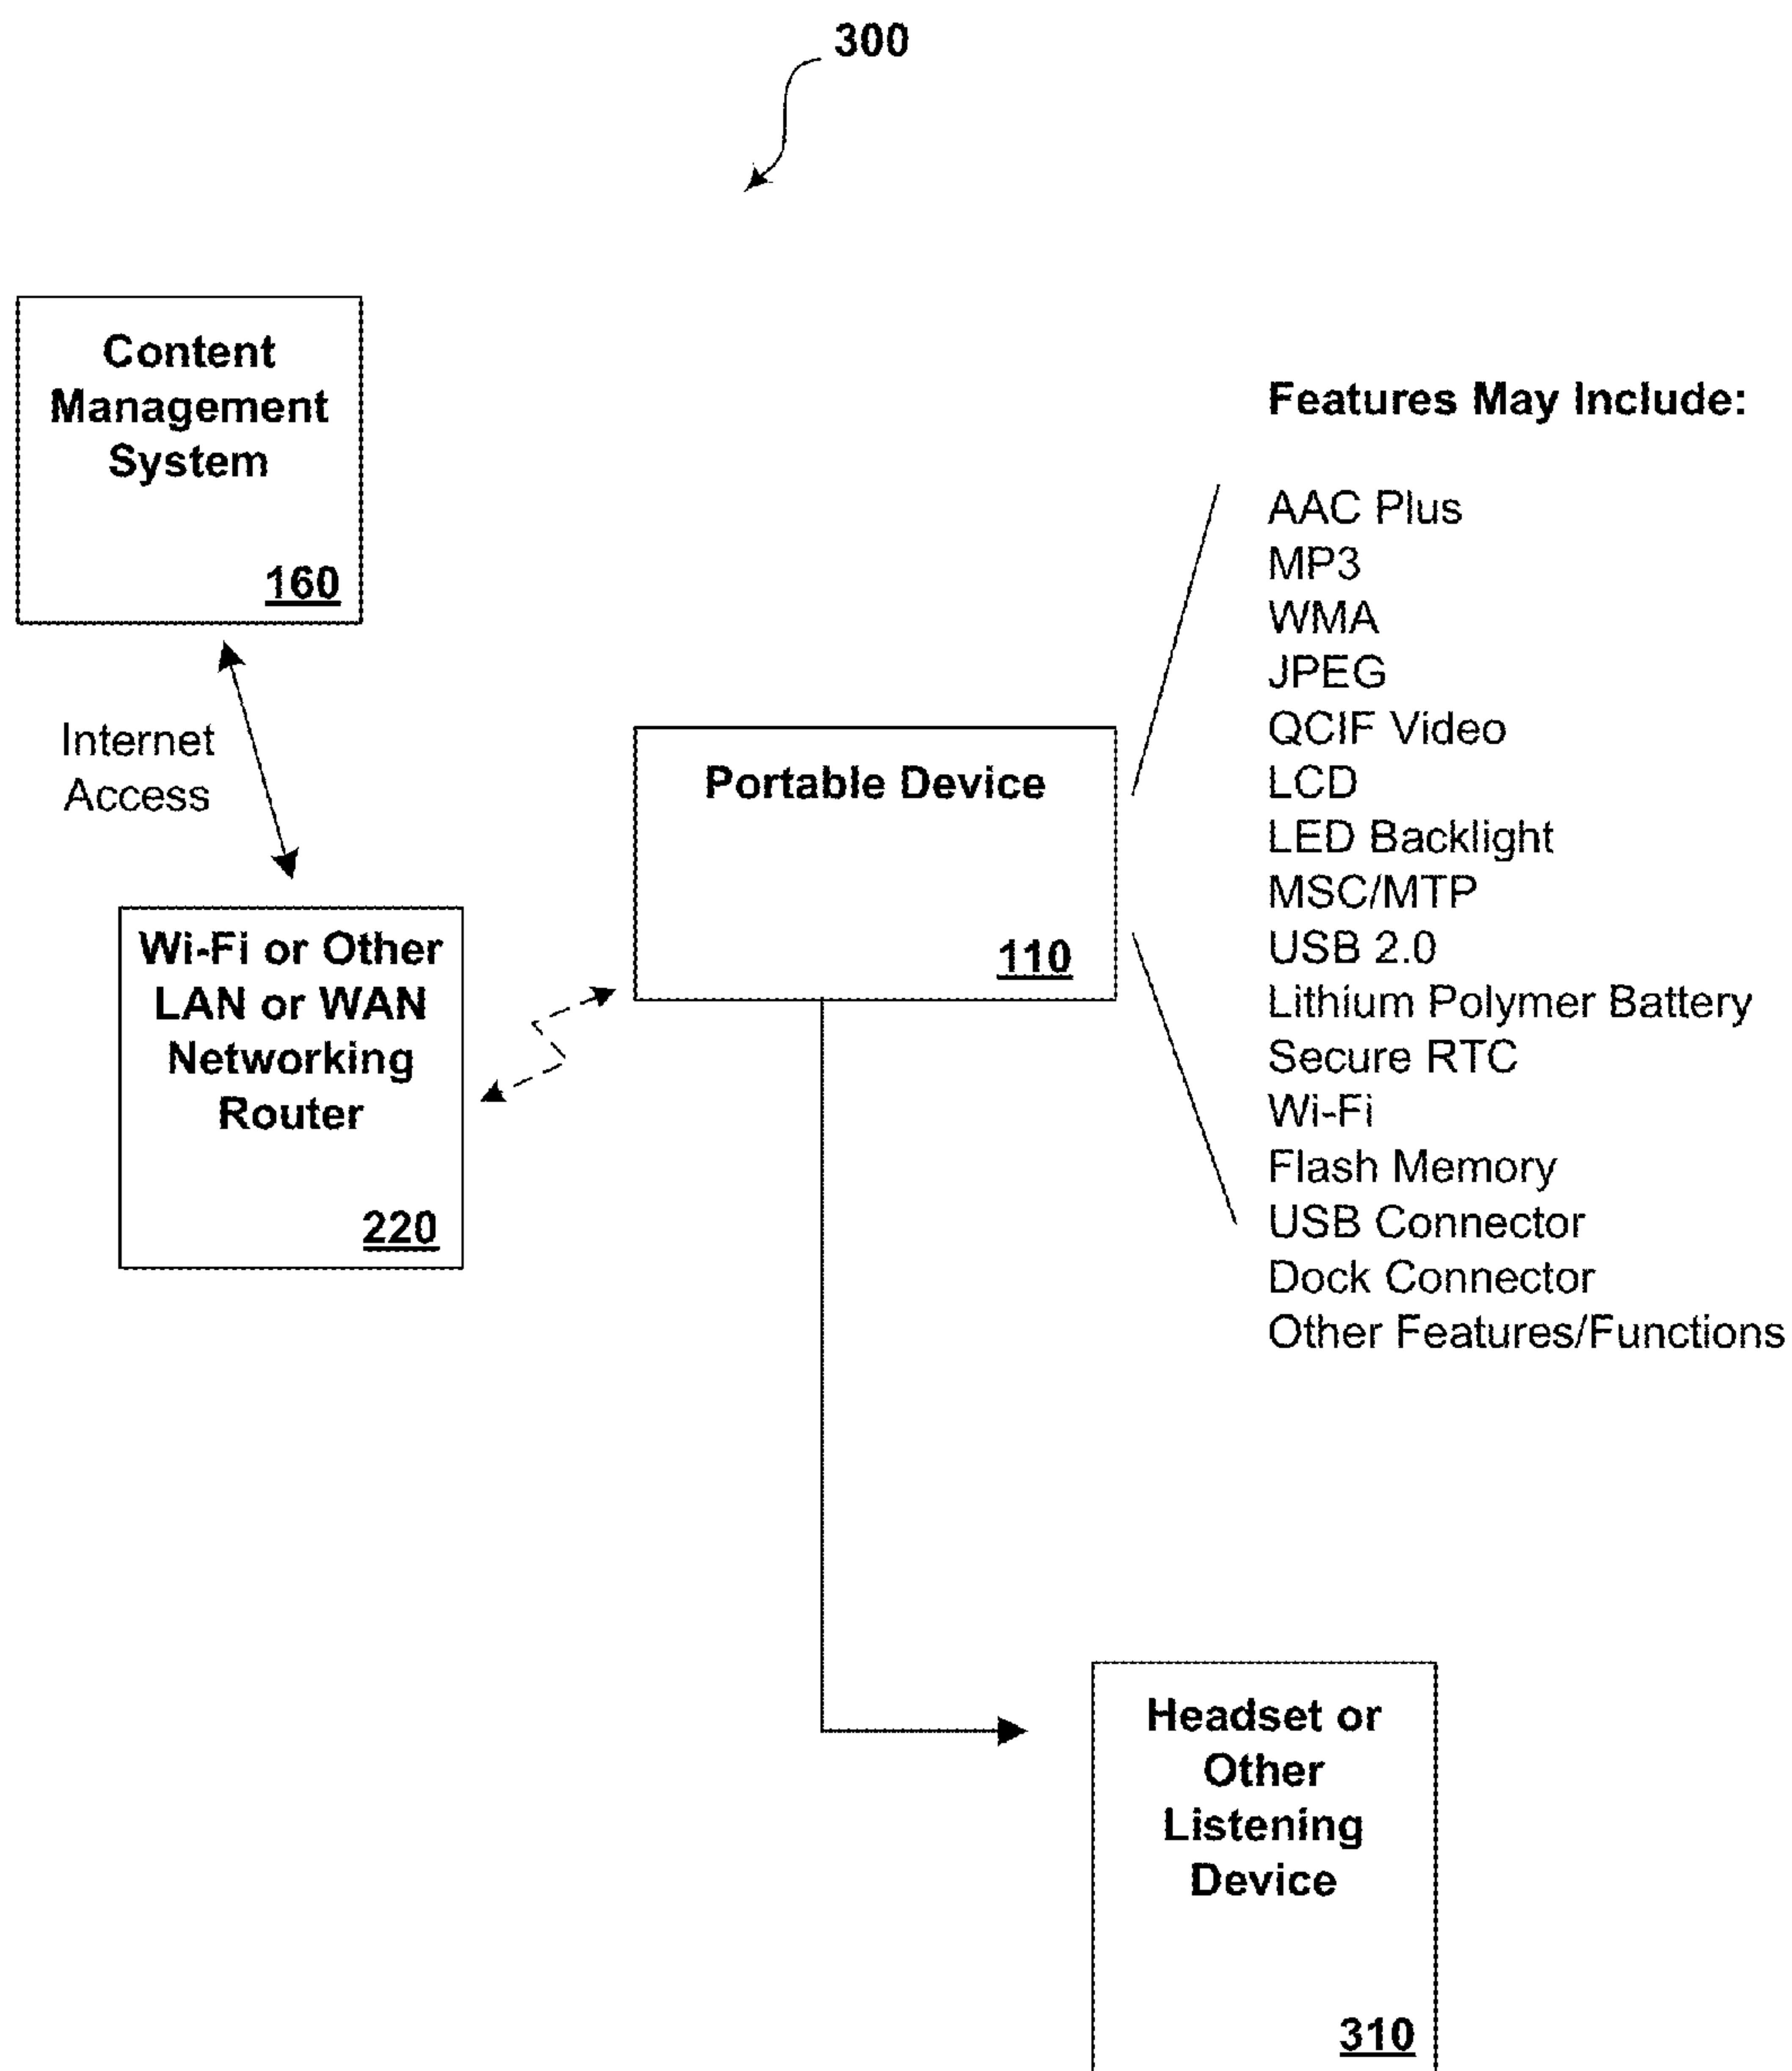 300
Content
Management
System
160
Internet
Access
Wi-Fi or Other
LAN or WAN
Networking
Router
220
Portable Device
110
Features May Include:
AAC Plus
MP3
WMA
JPEG
QCIF Video
LCD
LED Backlight
MSC/MTP
USB 2.0
Lithium Polymer Battery
Secure RTC
Wi-Fi
Flash Memory
USB Connector
Dock Connector
Other Features/Functions
Headset or
Other
Listening
Device
310